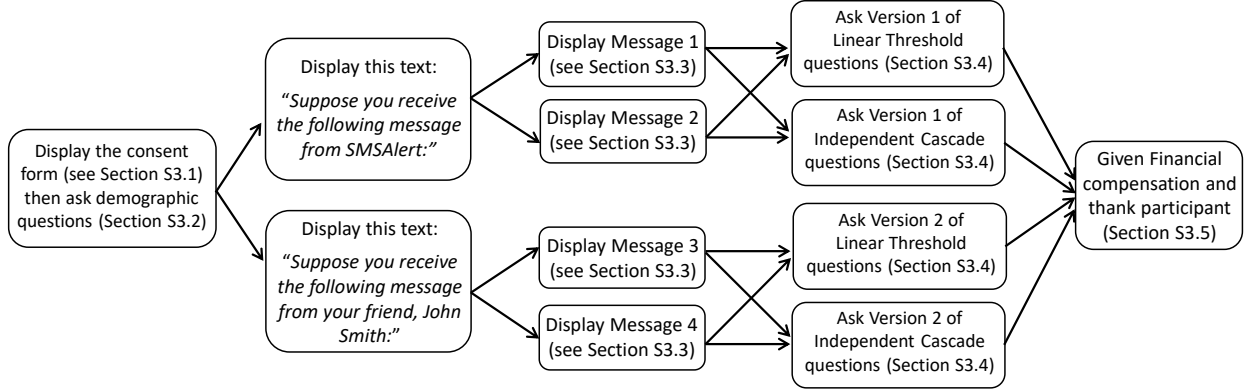 Display the consent
form (see Section S3.1)
then ask demographic
questions (Section S3.2)
Display this text:
“Suppose you receive
the following message
from SMSAlert:”
Display this text:
“Suppose you receive
the following message
from your friend, John
Smith:”
Display Message 1
(see Section S3.3)
Display Message 2
(see Section S3.3)
Display Message 3
(see Section S3.3)
Display Message 4
(see Section S3.3)
Ask Version 1 of
Linear Threshold
questions (Section S3.4)
Ask Version 1 of
Independent Cascade
questions (Section S3.4)
Ask Version 2 of
Linear Threshold
questions (Section S3.4)
Ask Version 2 of
Independent Cascade
questions (Section S3.4)
Given Financial
compensation and
thank participant
(Section S3.5)